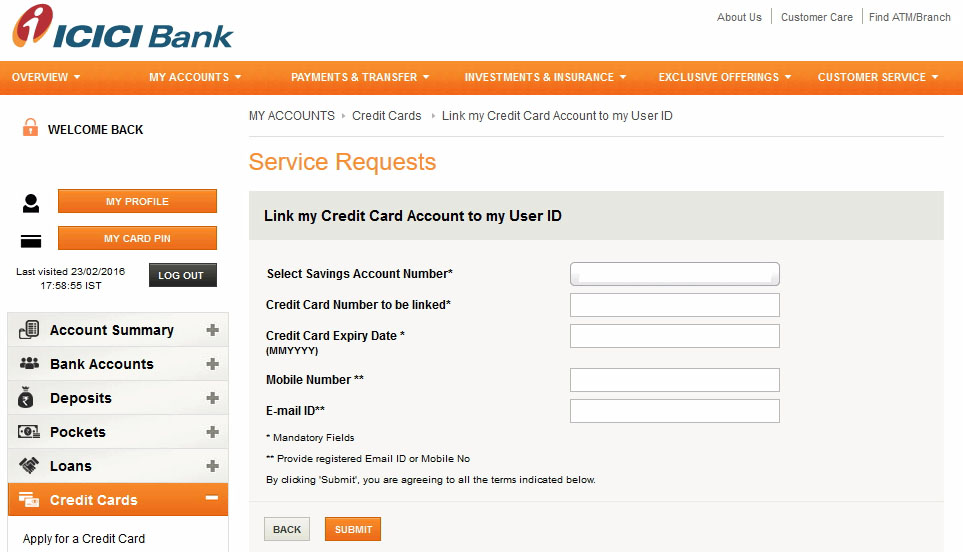 ICICI Bank
About Us Customer Care Find ATM/Branch
OVERVIEW MY ACCOUNTS PAYMENTS & TRANSFER INVESTMENTS & INSURANCE EXCLUSIVE OFFERINGS CUSTOMER SERVICE
WELCOME BACK
MY PROFILE
MY CARD PIN
Last visited 23/02/2016
17:58:55 IST
LOG OUT
Account Summary
Bank Accounts
Deposits
Pockets
Loans
Credit Cards
Apply for a Credit Card
MY ACCOUNTS Credit Cards Link my Credit Card Account to my User ID
Service Requests
Link my Credit Card Account to my User ID
Select Savings Account Number*
Credit Card Number to be linked*
Credit Card Expiry Date *
(MMYYYY)
Mobile Number **
E-mail ID**
* Mandatory Fields
** Provide registered Email ID or Mobile No
By clicking 'Submit', you are agreeing to all the terms indicated below.
BACK SUBMIT